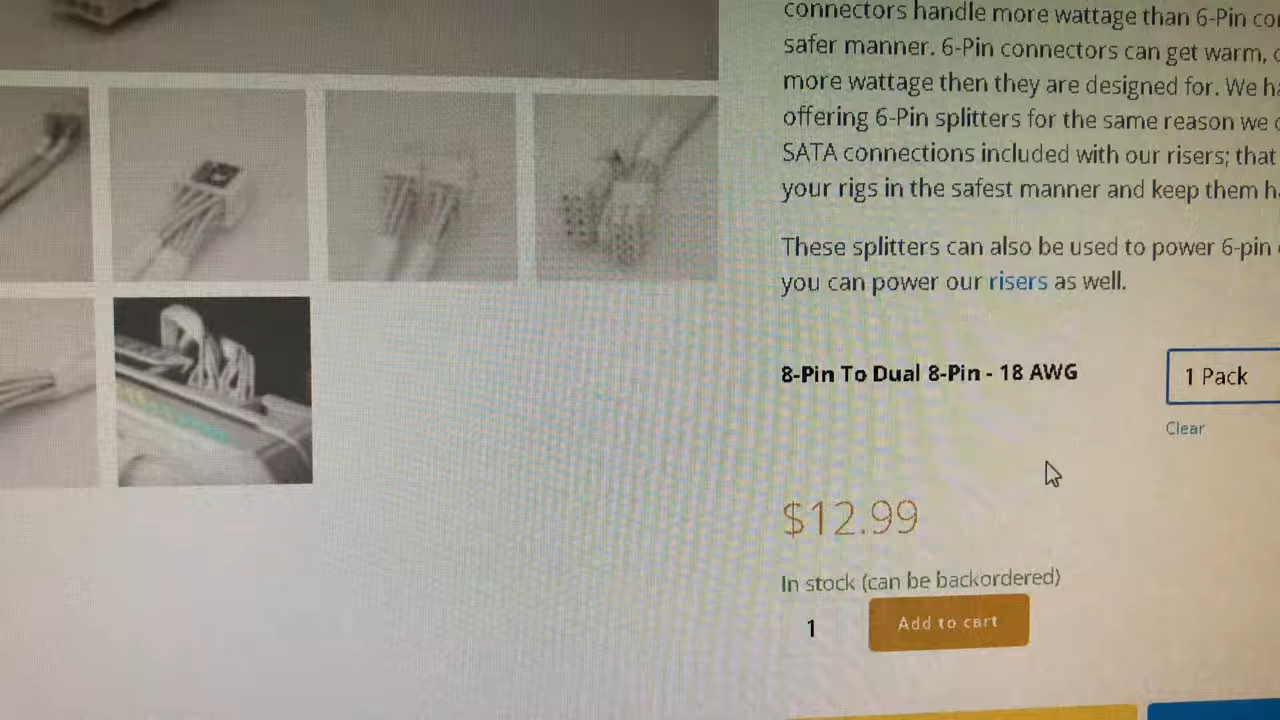 connectors handle more wattage than 6-Pin
safer manner. 6-Pin connectors can get warm,
more wattage then they are designed for. We
offering 6-Pin splitters for the same reason we
SATA connections included with our risers; that
your rigs in the safest manner and keep them
These splitters can also be used to power 6-pin
you can power our risers as well.
8-Pin To Dual 8-Pin - 18 AWG
1 Pack
Clear
$12.99
In stock (can be backordered)
1
Add to cart